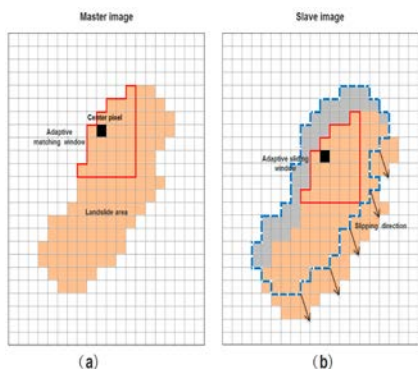 Master image
Slave image
Center pixel
Adaptive
matching window
Landslide area
Adaptive sliding
window
Slipping direction
(a)
(b)